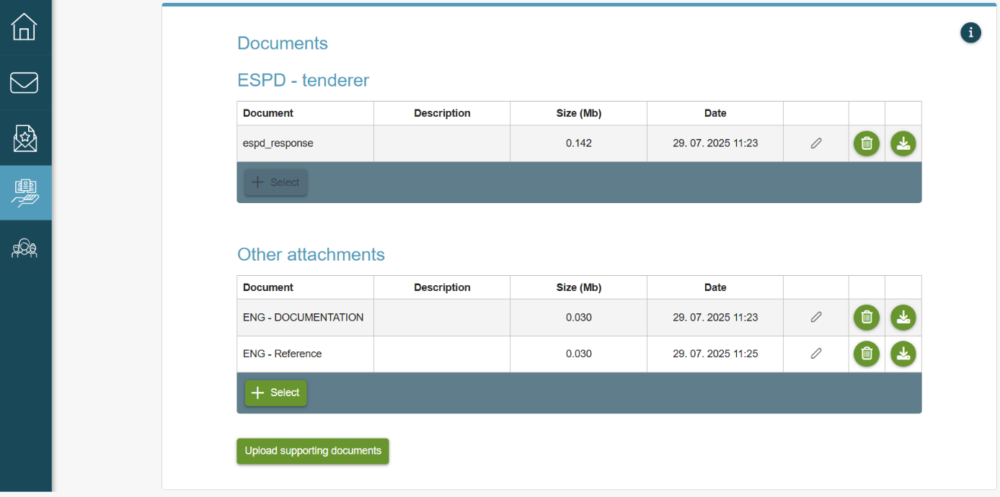 Documents
i
ESPD - tenderer
Document Description Size (Mb) Date
espd_response 0.142 29. 07. 2025 11:23
Select
Other attachments
Document Description Size (Mb) Date
ENG - DOCUMENTATION 0.030 29. 07. 2025 11:23
ENG - Reference 0.030 29. 07. 2025 11:25
Select
Upload supporting documents